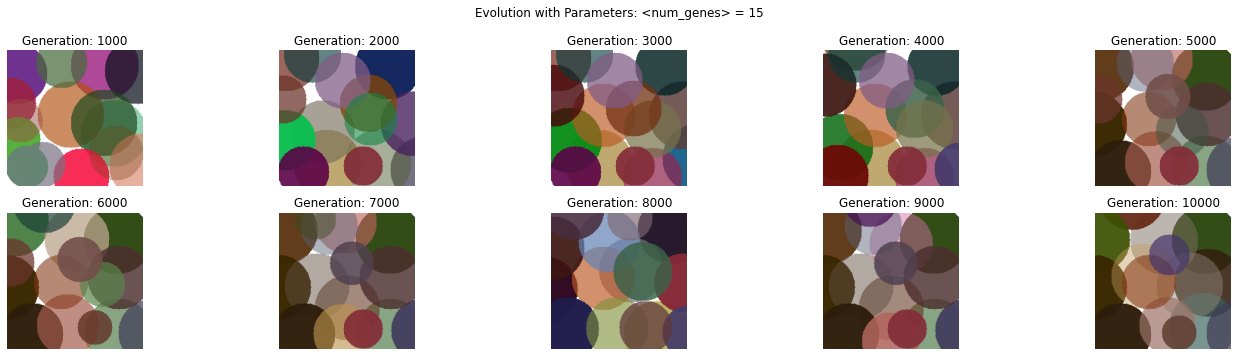 Evolution with Parameters: <num_genes> = 15
Generation: 1000
Generation: 2000
Generation: 3000
Generation: 4000
Generation: 5000
Generation: 6000
Generation: 7000
Generation: 8000
Generation: 9000
Generation: 10000